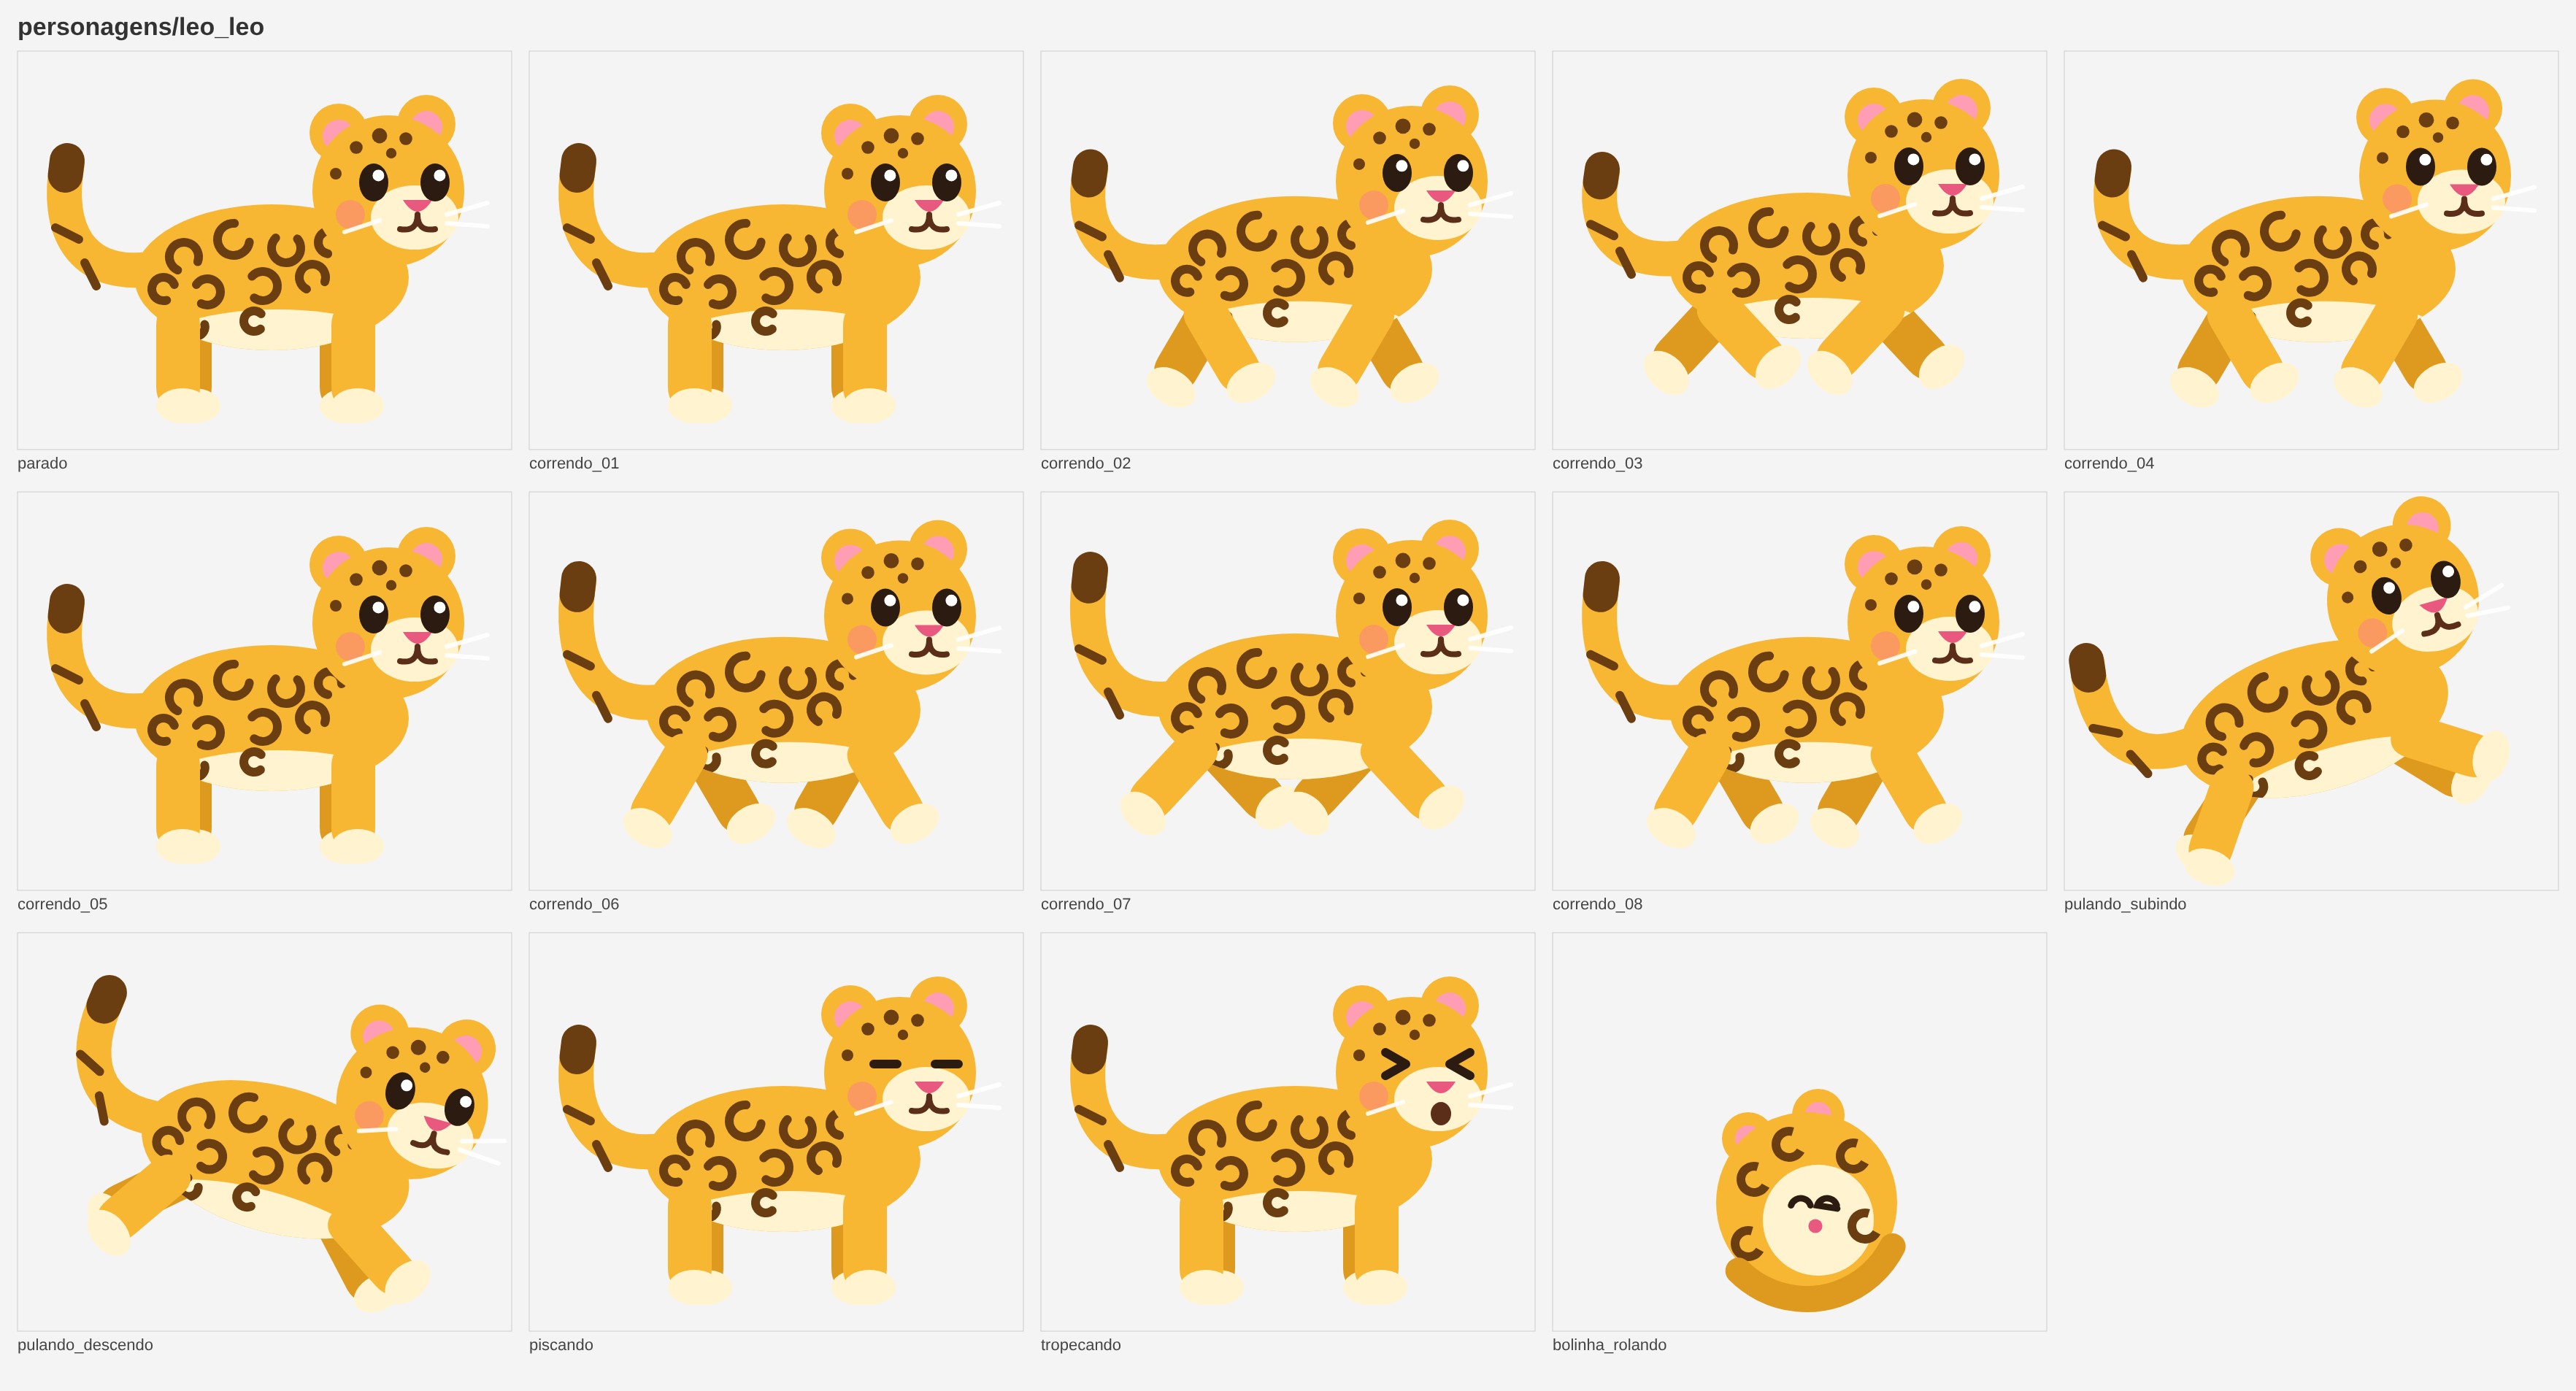 personagens/leo_leo
parado
correndo_01
correndo_02
correndo_03
correndo_04
correndo_05
correndo_06
correndo_07
correndo_08
pulando_subindo
pulando_descendo
piscando
tropecando
bolinha_rolando